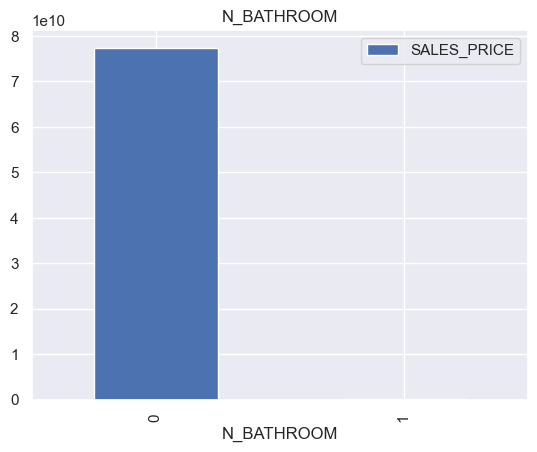 N_BATHROOM
1e10
SALES_PRICE
8
7
6
5
4
3
2
1
0
0
1
N_BATHROOM